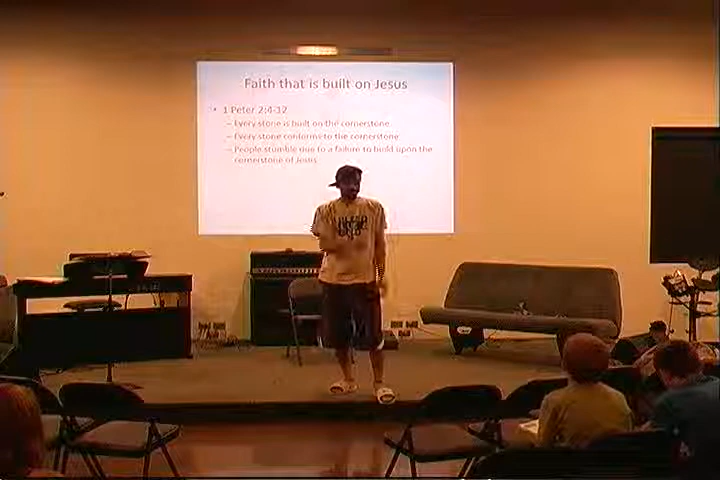 Faith that is built on Jesus
• 1 Peter 2:4-12
– Every stone is built on the cornerstone
– Every stone conforms to the cornerstone
– People stumble due to a failure to build upon the
cornerstone of Jesus